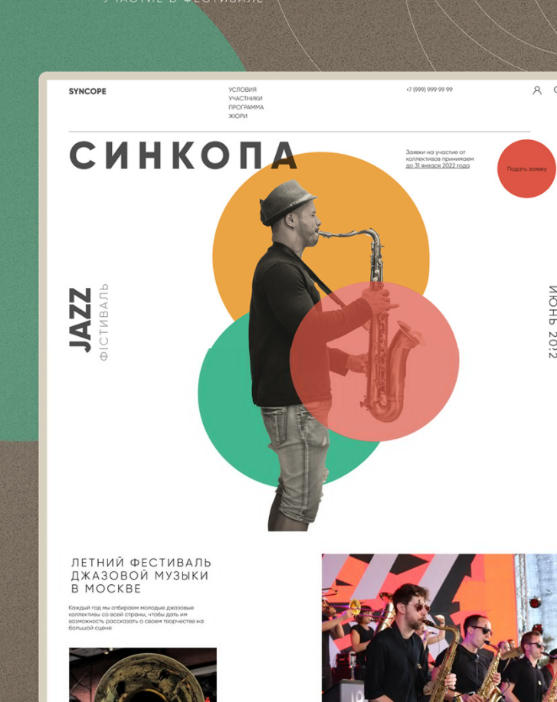 УЧАСТИЕ В ФЕСТИВАЛЕ
SYNCOPE
УСЛОВИЯ
УЧАСТНИКИ
ПРОГРАММА
ЖЮРИ
+7 (999) 999 99 99
СИНКОПА
Заявки на участие от
коллективов принимаем
до 31 января 2022 года
Подать заявку
JAZZ
ФІСТИВАЛЬ
ИЮНЬ 2022
ЛЕТНИЙ ФЕСТИВАЛЬ
ДЖАЗОВОЙ МУЗЫКИ
В МОСКВЕ
Каждый год мы отбираем молодые джазовые
коллективы со всей страны, чтобы дать им
возможность рассказать о своем творчестве на
большой сцене